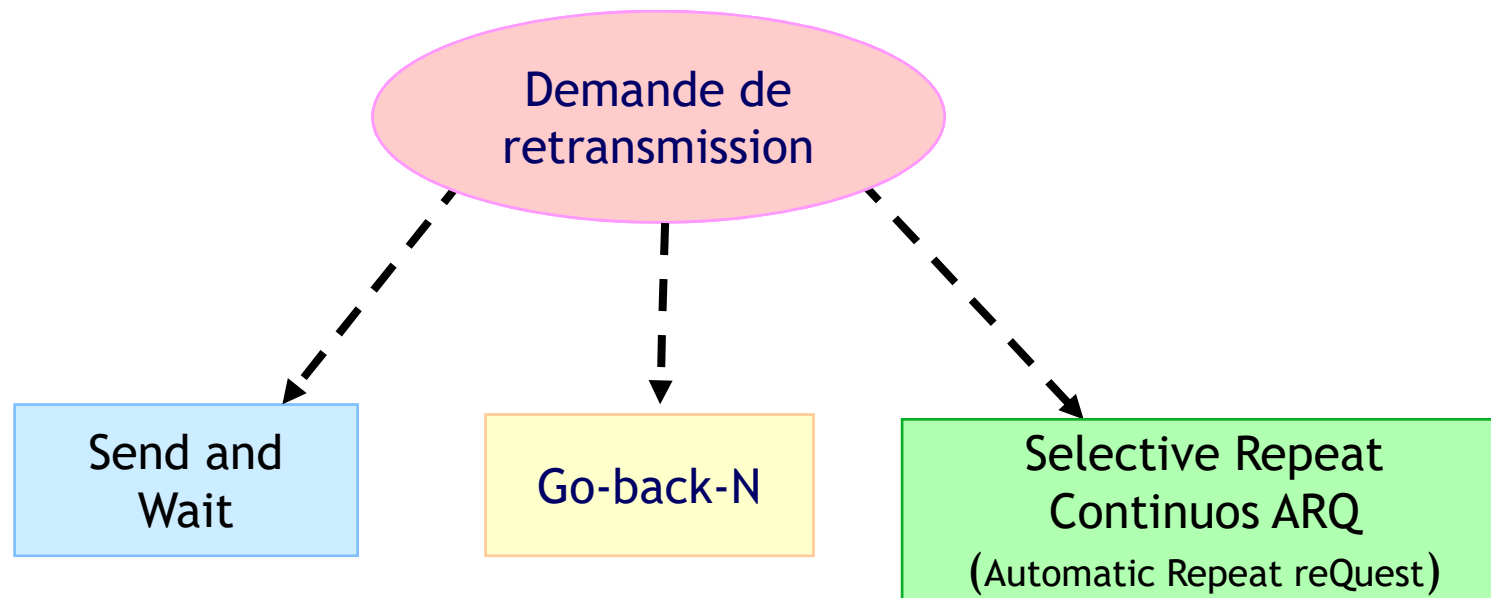 Demande de
retransmission
Send and
Wait
Go-back-N
Selective Repeat
Continuos ARQ
(Automatic Repeat reQuest)